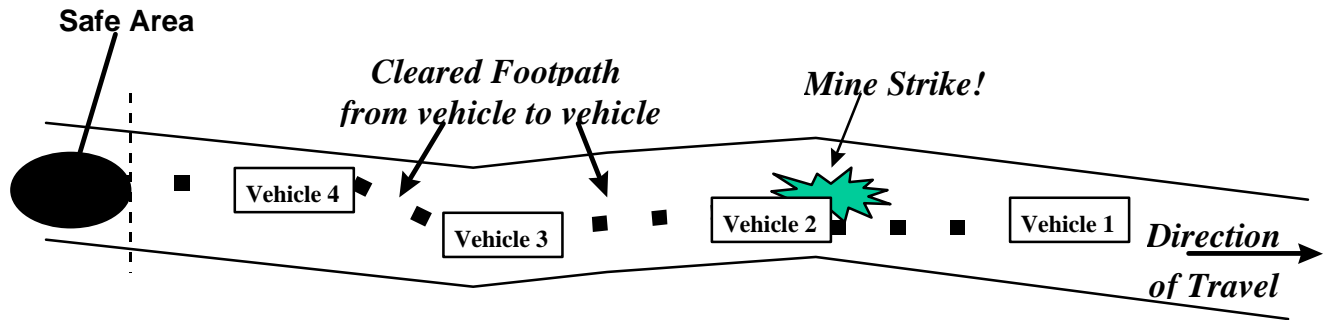 Safe Area
Cleared Footpath
from vehicle to vehicle
Mine Strike!
Vehicle 4
Vehicle 3
Vehicle 2
Vehicle 1
Direction
of Travel